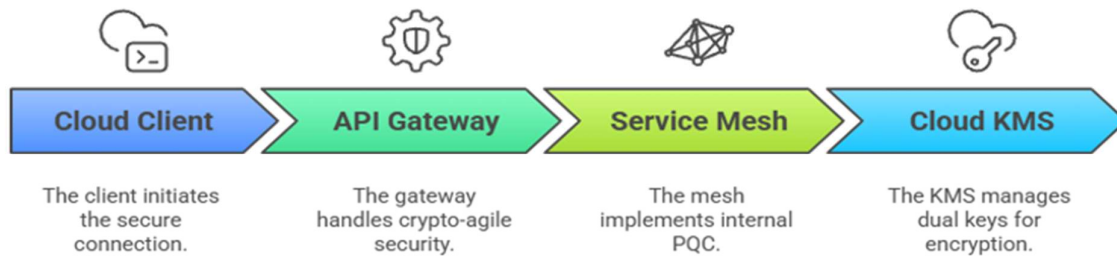 Cloud Client
API Gateway
Service Mesh
Cloud KMS
The client initiates
the secure
connection.
The gateway
handles crypto-agile
security.
The mesh
implements internal
PQC.
The KMS manages
dual keys for
encryption.